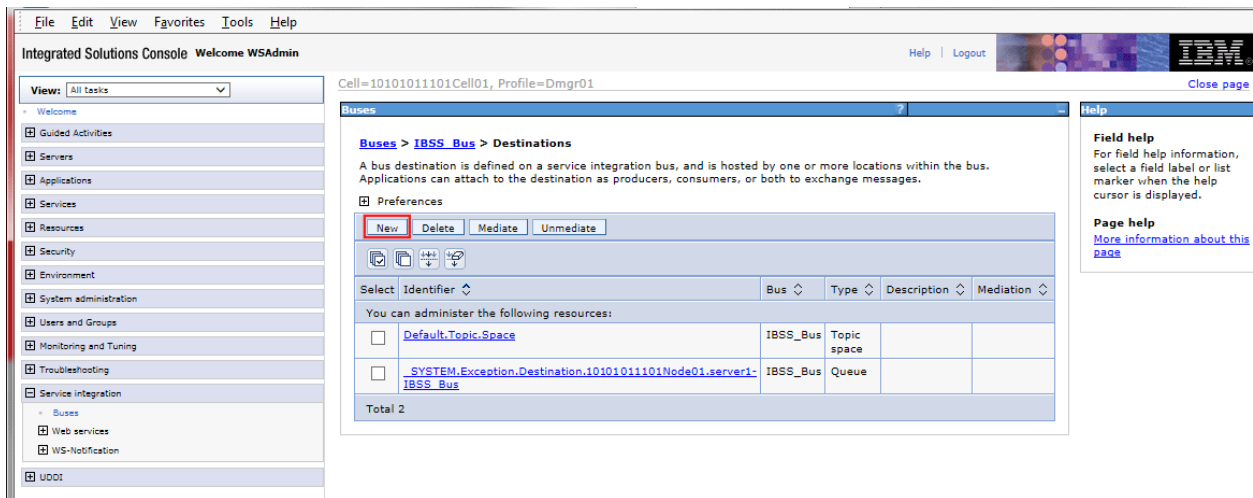 File Edit View Favorites Tools Help
Integrated Solutions Console Welcome WSAdmin
Help | Logout
IBM.
View: All tasks
Cell=10101011101Cell01, Profile=Dmgr01
Close page
Welcome
Guided Activities
Servers
Applications
Services
Resources
Security
Environment
System administration
Users and Groups
Monitoring and Tuning
Troubleshooting
Service integration
Buses
Web services
WS-Notification
UDDI
Buses ? -
Buses > IBSS_Bus > Destinations
A bus destination is defined on a service integration bus, and is hosted by one or more locations within the bus.
Applications can attach to the destination as producers, consumers, or both to exchange messages.
Preferences
New Delete Mediate Unmediate
Select Identifier Bus Type Description Mediation
You can administer the following resources:
Default.Topic.Space IBSS_Bus Topic
space
_SYSTEM.Exception.Destination.10101011101Node01.server1- IBSS_Bus Queue
IBSS_Bus
Total 2
Help
Field help
For field help information,
select a field label or list
marker when the help
cursor is displayed.
Page help
More information about this
page